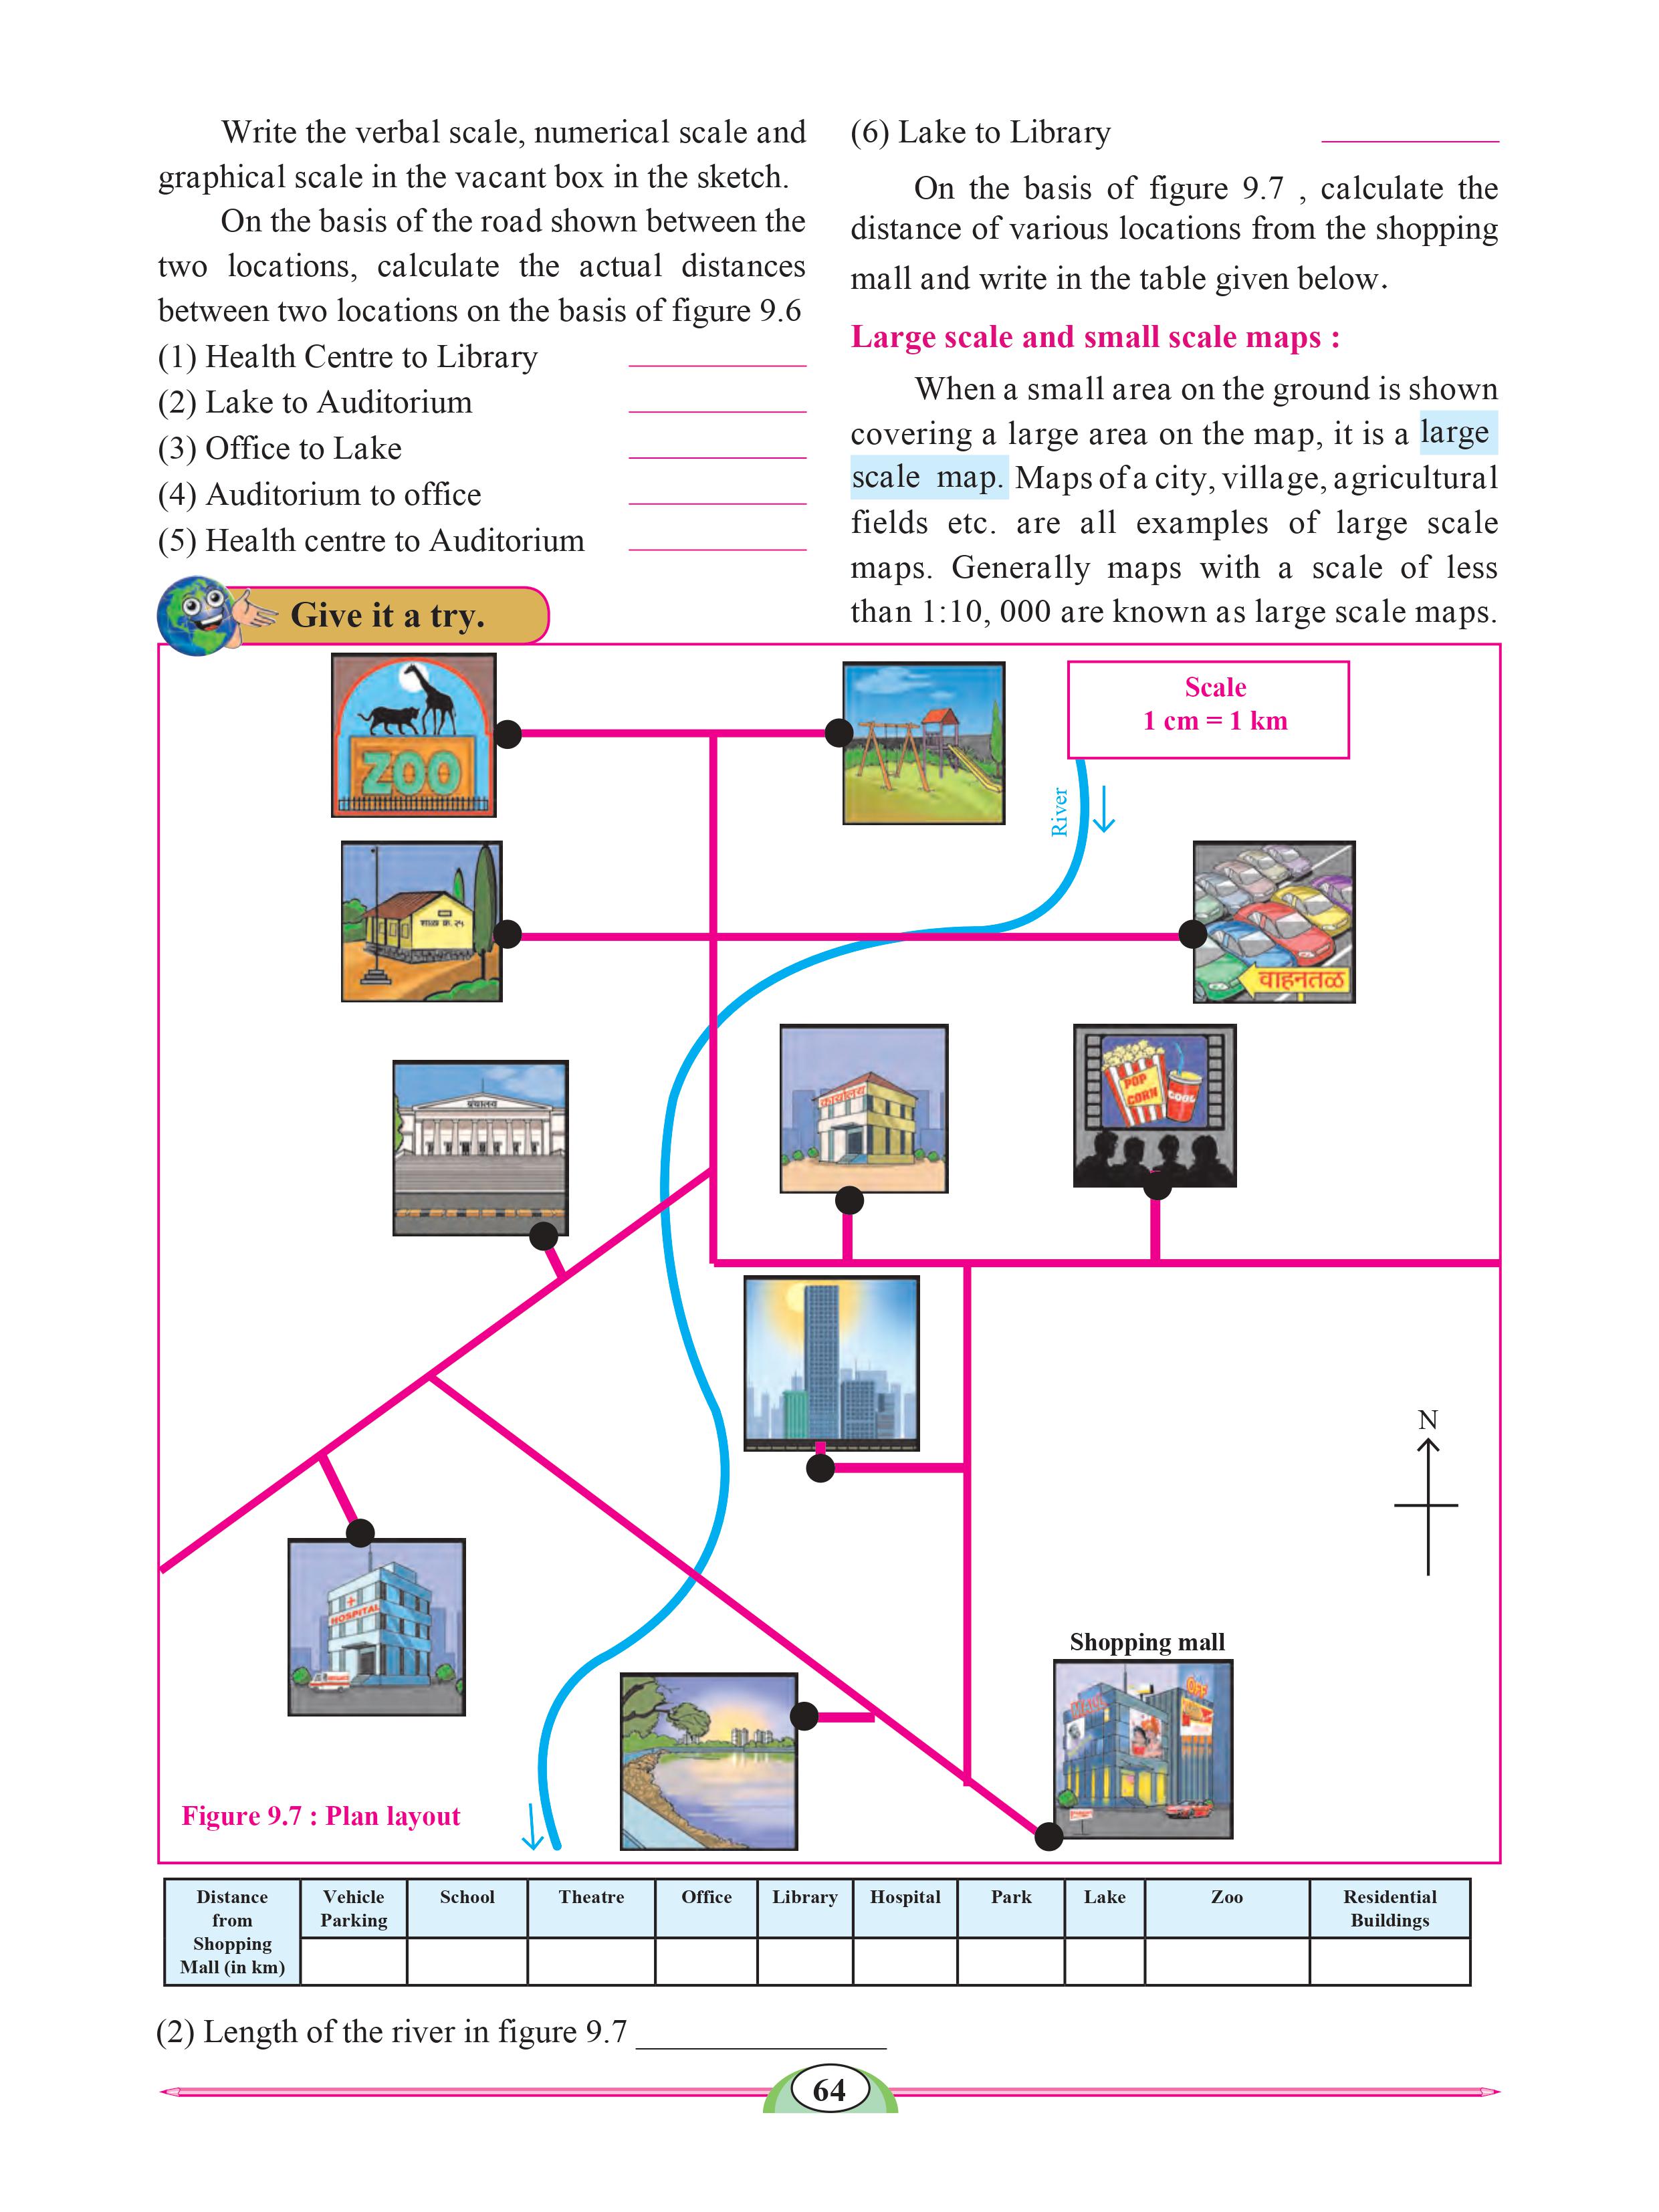 Write the verbal scale, numerical scale and
graphical scale in the vacant box in the sketch.
On the basis of the road shown between the
two locations, calculate the actual distances
between two locations on the basis of figure 9.6
(1) Health Centre to Library
(2) Lake to Auditorium
(3) Office to Lake
(4) Auditorium to office
(5) Health centre to Auditorium
(6) Lake to Library
On the basis of figure 9.7 , calculate the
distance of various locations from the shopping
mall and write in the table given below.
Large scale and small scale maps :
When a small area on the ground is shown
covering a large area on the map, it is a large
scale map. Maps of a city, village, agricultural
fields etc. are all examples of large scale
maps. Generally maps with a scale of less
than 1:10, 000 are known as large scale maps.
Give it a try.
Scale
1 cm = 1 km
ZOO
River
वाहनतळ
ग्रंथालय
कार्यालय
POP
CORN
COOL
N
HOSPITAL
Shopping mall
Figure 9.7 : Plan layout
Distance
from
Shopping
Mall (in km)
Vehicle
Parking
School
Theatre
Office
Library
Hospital
Park
Lake
Zoo
Residential
Buildings
(2) Length of the river in figure 9.7
64